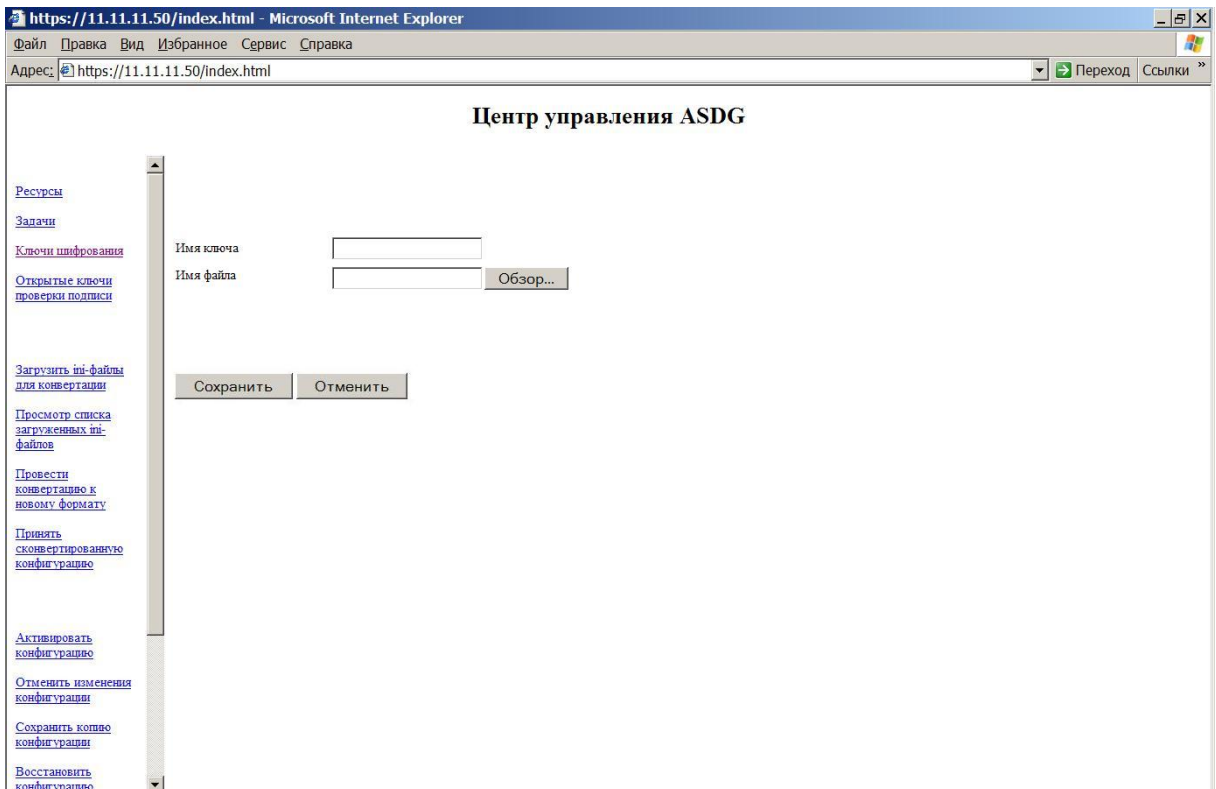 https://11.11.11.50/index.html - Microsoft Internet Explorer
Файл Правка Вид Избранное Сервис Справка
Адрес: https://11.11.11.50/index.html Переход Ссылки »
Центр управления ASDG
Ресурсы
Задачи
Ключи шифрования
Открытые ключи
проверки подписи
Загрузить ini-файлы
для конвертации
Просмотр списка
загруженных ini-
файлов
Провести
конвертацию к
новому формату
Принять
сконвертированную
конфигурацию
Активировать
конфигурацию
Отменить изменения
конфигурации
Сохранить копию
конфигурации
Восстановить
конфигурацию
Имя ключа
Имя файла Обзор...
Сохранить Отменить